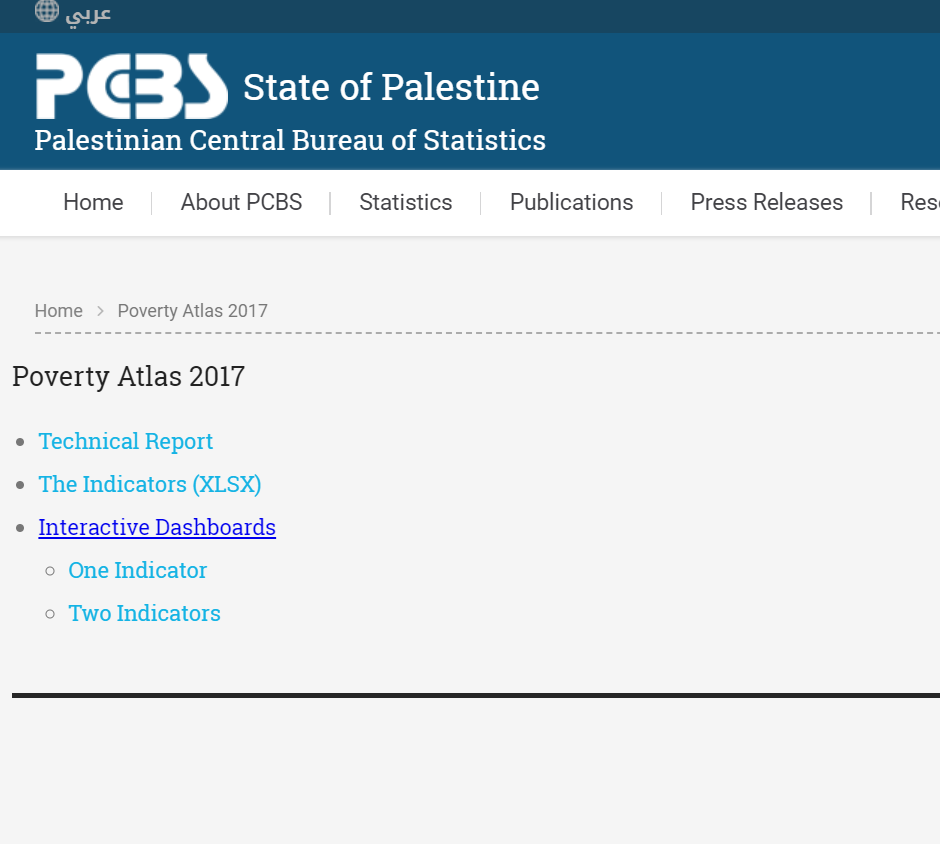 عربي
PCBS State of Palestine
Palestinian Central Bureau of Statistics
Home About PCBS Statistics Publications Press Releases Res
Home > Poverty Atlas 2017
Poverty Atlas 2017
Technical Report
The Indicators (XLSX)
Interactive Dashboards
One Indicator
Two Indicators